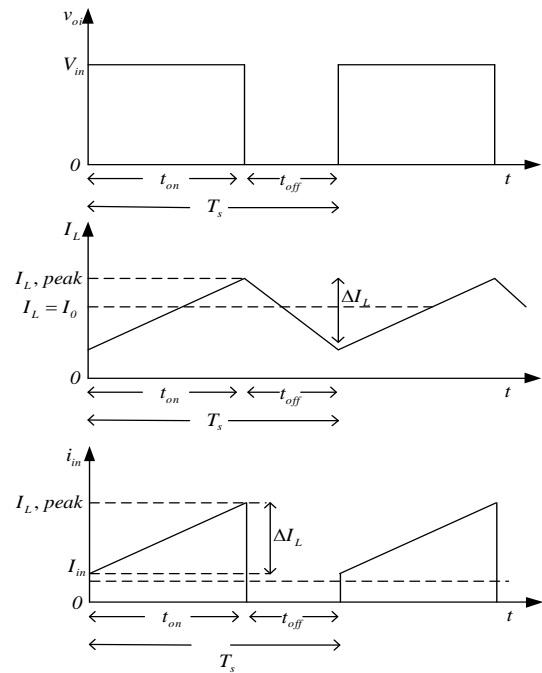 v_oi
V_in
0
t_on t_off t
T_s
I_L
I_L, peak
ΔI_L
I_L = I_0
0
t_on t_off t
T_s
i_in
I_L, peak
ΔI_L
I_in
0
t_on t_off t
T_s